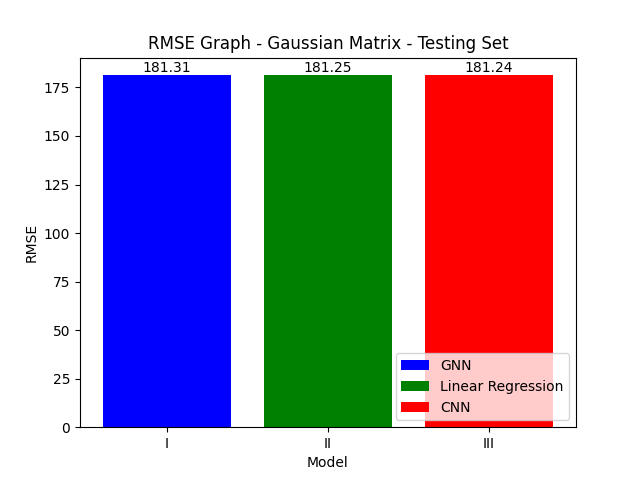 RMSE Graph - Gaussian Matrix - Testing Set
181.31
181.25
181.24
175
150
125
100
75
50
25
0
RMSE
GNN
Linear Regression
CNN
I
II
III
Model